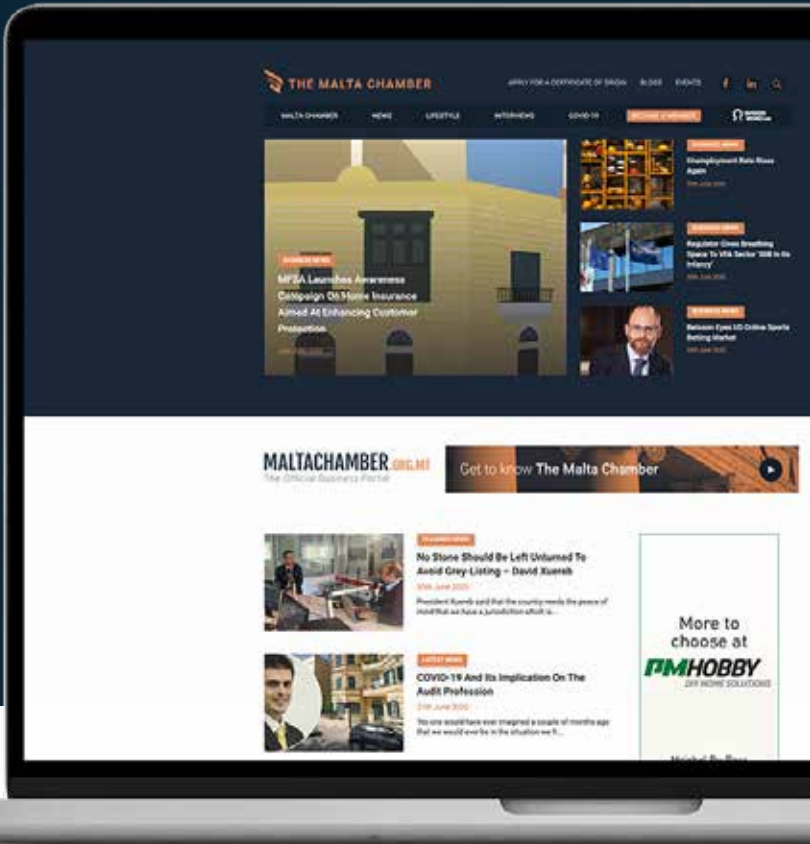 THE MALTA CHAMBER
APPLY FOR A CERTIFICATE OF ORIGIN BLOGS EVENTS
MALTA CHAMBER NEWS LIFESTYLE INTERVIEWS COVID-19 BECOME A MEMBER
BUSINESS NEWS
MFSA Launches Awareness
Campaign On Home Insurance
Aimed At Enhancing Customer
Protection
BUSINESS NEWS
Unemployment Rate Rises
Again
BUSINESS NEWS
Regulator Gives Breathing
Space To VFA Sector 'Still In Its
Infancy'
BUSINESS NEWS
Betsson Eyes US Online Sports
Betting Market
MALTACHAMBER.ORG.MT
The Official Business Portal
Get to know The Malta Chamber
No Stone Should Be Left Unturned To
Avoid Grey-Listing – David Xuereb
30th June 2020
President Xuereb said that the country needs the peace of
mind that we have a jurisdiction which is...
LATEST NEWS
COVID-19 And Its Implication On The
Audit Profession
June 2020
No one would have ever imagined a couple of months ago
that we would ever be in the situation we fi...
More to
choose at
PMHOBBY
DIY HOME SOLUTIONS